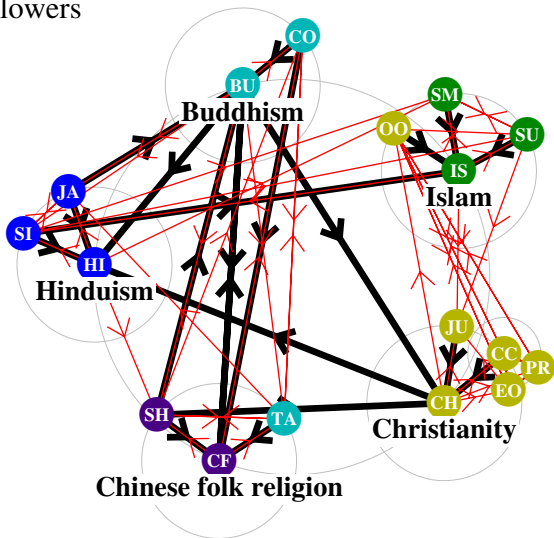 lowers
CO
BU
Buddhism
SM
OO
SU
IS
Islam
JA
SI
HI
Hinduism
JU
CC
PR
EO
CH
Christianity
SH
TA
CF
Chinese folk religion